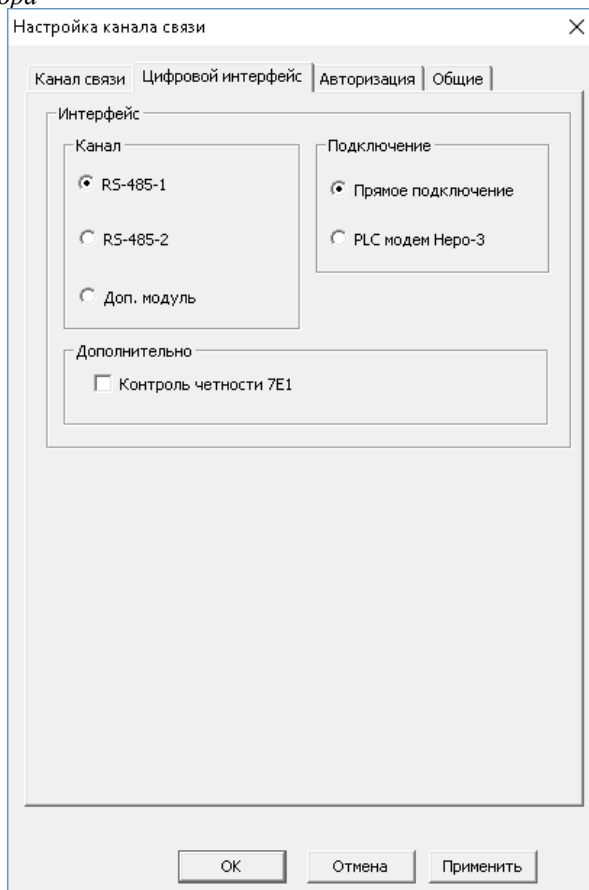 Настройка канала связи
Канал связи Цифровой интерфейс Авторизация Общие
Интерфейс
Канал
RS-485-1
RS-485-2
Доп. модуль
Подключение
Прямое подключение
PLC модем Неро-3
Дополнительно
Контроль четности 7E1
ОК Отмена Применить